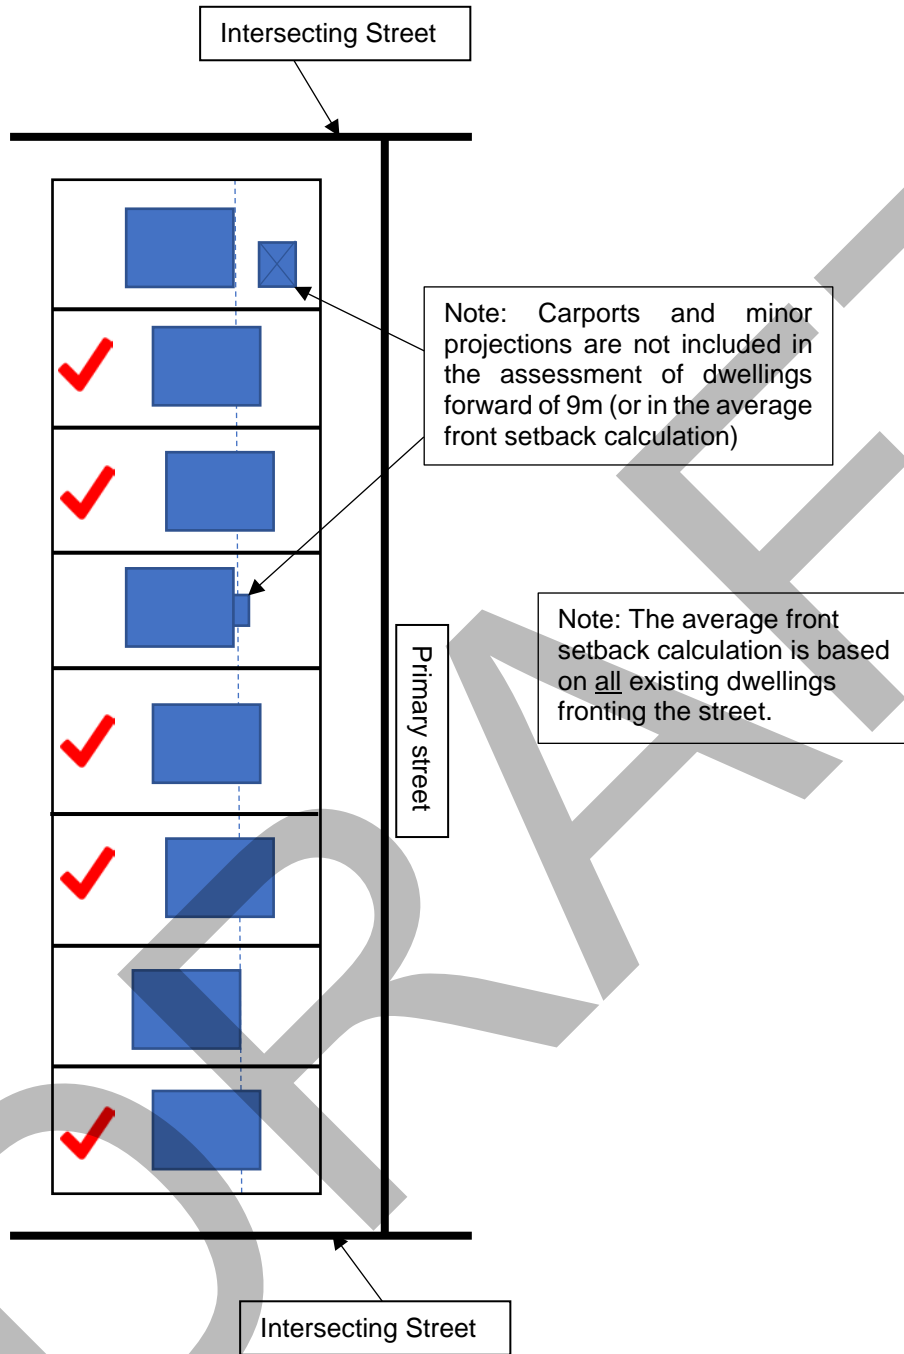 Intersecting Street
Note: Carports and minor
projections are not included in
the assessment of dwellings
forward of 9m (or in the average
front setback calculation)
Note: The average front
setback calculation is based
on all existing dwellings
fronting the street.
Primary street
Intersecting Street
DRAFT